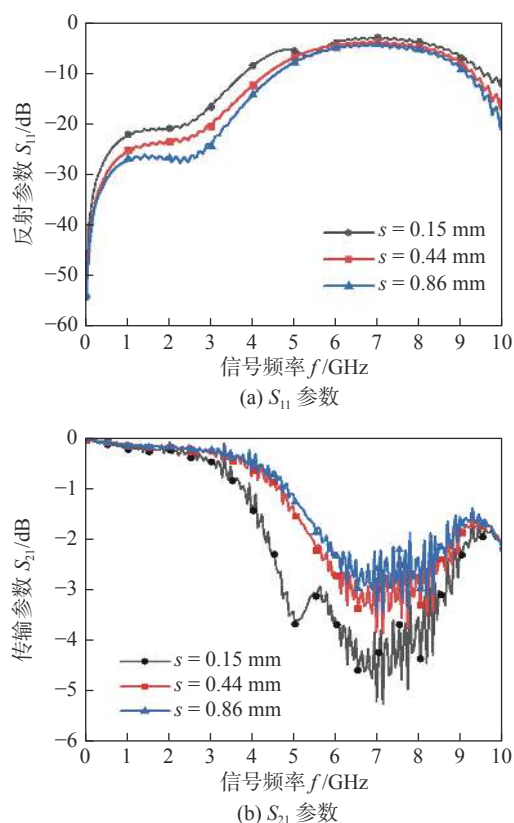 0
−10
−20
−30
−40
−50
−60
反射参数 S₁₁/dB
s = 0.15 mm
s = 0.44 mm
s = 0.86 mm
0 1 2 3 4 5 6 7 8 9 10
信号频率 f /GHz
(a) S₁₁ 参数
0
−1
−2
−3
−4
−5
−6
传输参数 S₂₁/dB
s = 0.15 mm
s = 0.44 mm
s = 0.86 mm
0 1 2 3 4 5 6 7 8 9 10
信号频率 f /GHz
(b) S₂₁ 参数